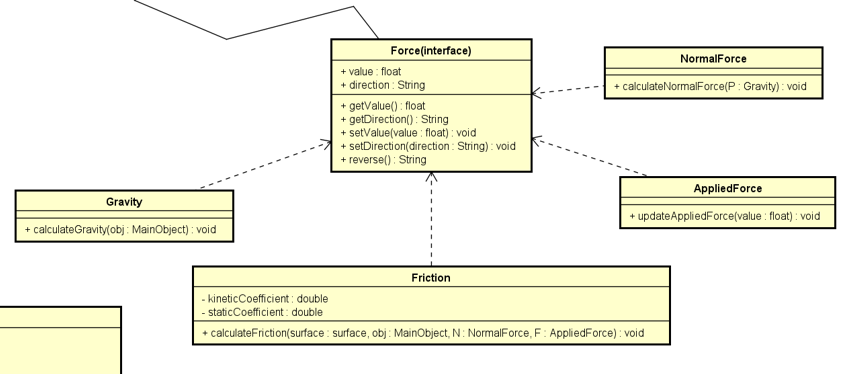 Force(interface)
+ value : float
+ direction : String
+ getValue() : float
+ getDirection() : String
+ setValue(value : float) : void
+ setDirection(direction : String) : void
+ reverse() : String
NormalForce
+ calculateNormalForce(P : Gravity) : void
Gravity
+ calculateGravity(obj : MainObject) : void
AppliedForce
+ updateAppliedForce(value : float) : void
Friction
- kineticCoefficient : double
- staticCoefficient : double
+ calculateFriction(surface : surface, obj : MainObject, N : NormalForce, F : AppliedForce) : void